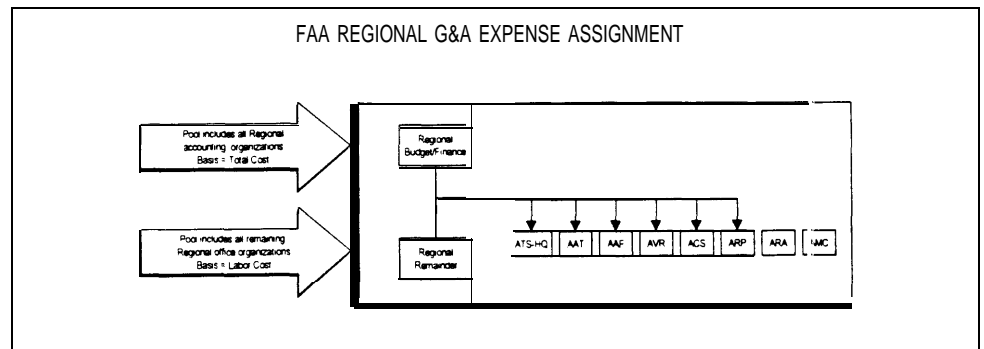 FAA REGIONAL G&A EXPENSE ASSIGNMENT
Pool includes all Regional
accounting organizations
Basis = Total Cost
Regional
Budget/Finance
Pool includes all remaining
Regional office organizations
Basis = Labor Cost
Regional
Remainder
ATS-HQ AAT AAF AVR ACS ARP ARA